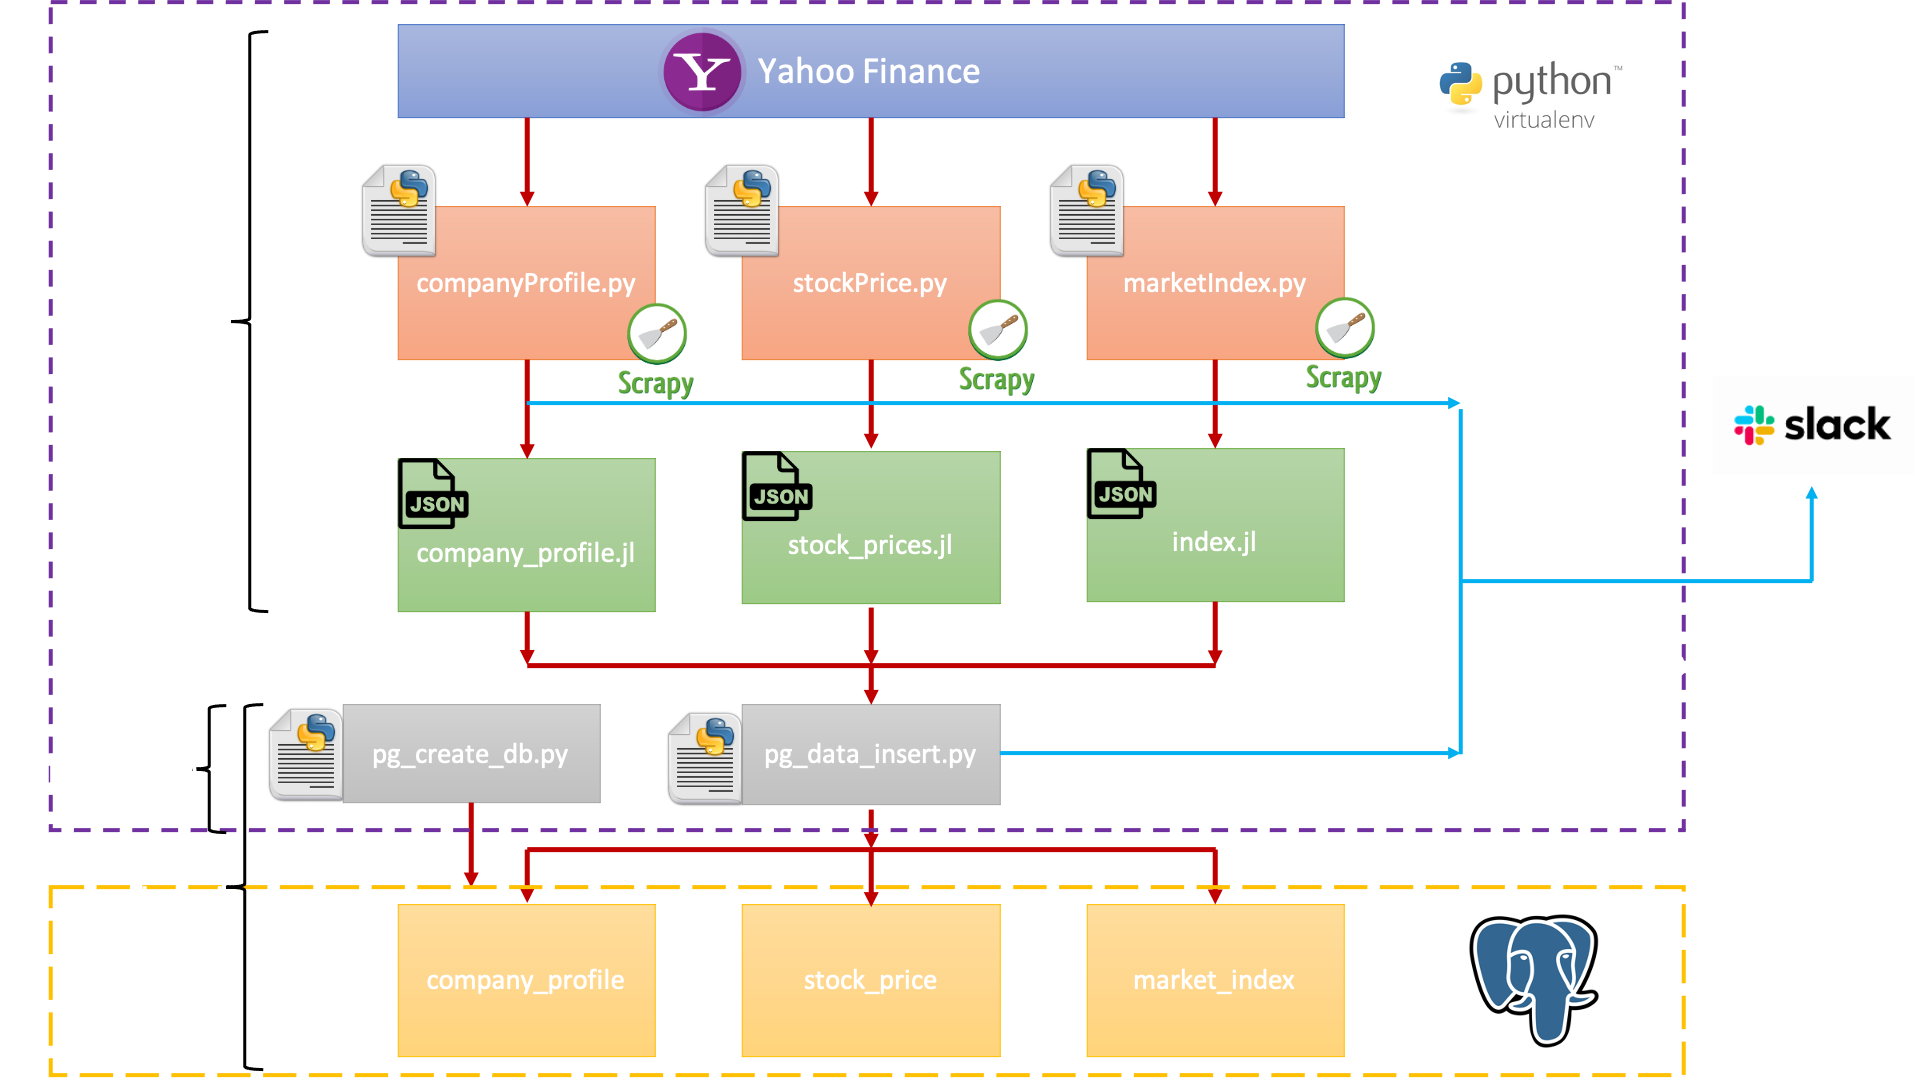 Yahoo Finance
python™
virtualenv
companyProfile.py
stockPrice.py
marketIndex.py
Scrapy
Scrapy
Scrapy
slack
JSON
JSON
JSON
company_profile.jl
stock_prices.jl
index.jl
pg_create_db.py
pg_data_insert.py
company_profile
stock_price
market_index